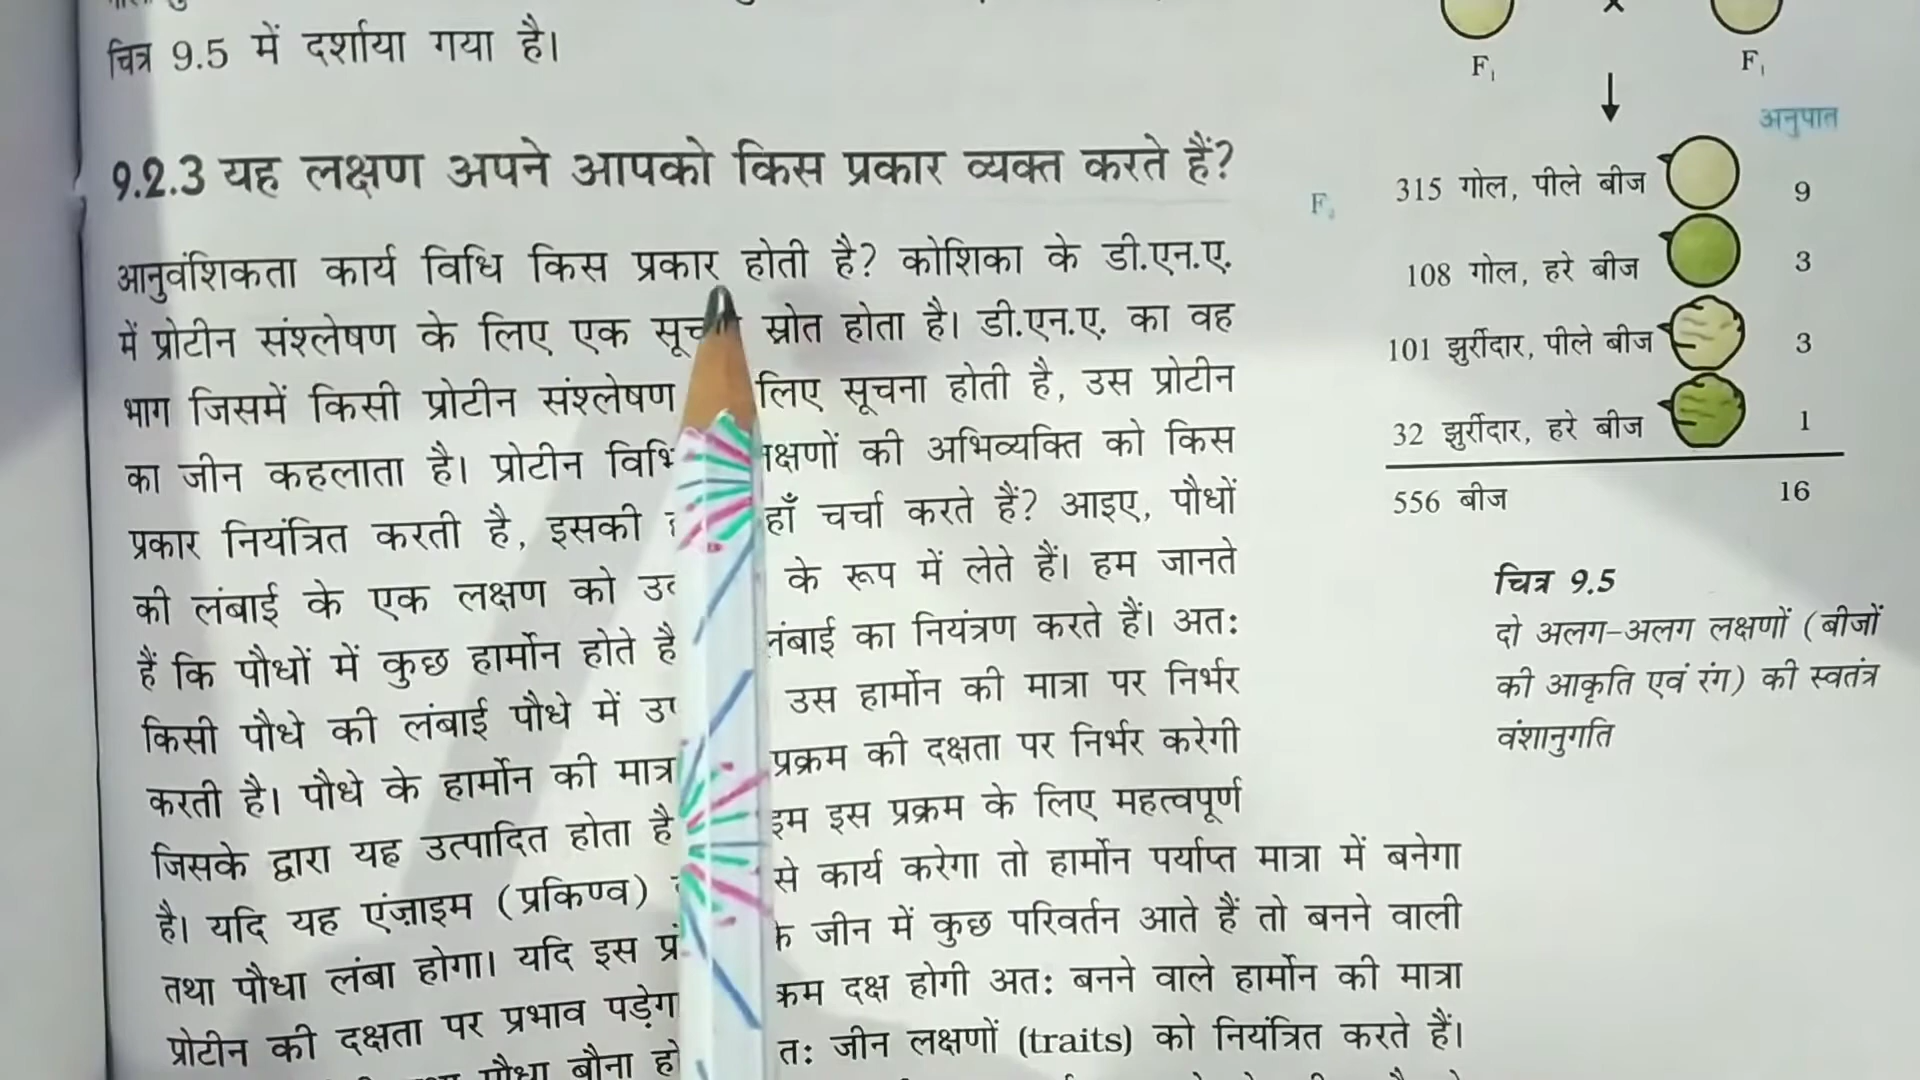 चित्र 9.5 में दर्शाया गया है।
9.2.3 यह लक्षण अपने आपको किस प्रकार व्यक्त करते हैं?
आनुवंशिकता कार्य विधि किस प्रकार होती है? कोशिका के डी.एन.ए.
में प्रोटीन संश्लेषण के लिए एक स्रोत होता है। डी.एन.ए. का वह
भाग जिसमें किसी प्रोटीन संश्लेषण लिए सूचना होती है, उस प्रोटीन
का जीन कहलाता है। प्रोटीन की अभिव्यक्ति को किस
प्रकार नियंत्रित करती है, इसकी चर्चा करते हैं? आइए, पौधों
की लंबाई के एक लक्षण को के रूप में लेते हैं। हम जानते
हैं कि पौधों में कुछ हार्मोन होते का नियंत्रण करते हैं। अतः
किसी पौधे की लंबाई पौधे में उस हार्मोन की मात्रा पर निर्भर
करती है। पौधे के हार्मोन की प्रक्रम की दक्षता पर निर्भर करेगी
जिसके द्वारा यह उत्पादित होता इस प्रक्रम के लिए महत्वपूर्ण
है। यदि यह एंज़ाइम (प्रकिण्व) से कार्य करेगा तो हार्मोन पर्याप्त मात्रा में बनेगा
तथा पौधा लंबा होगा। यदि इस जीन में कुछ परिवर्तन आते हैं तो बनने वाली
प्रोटीन की दक्षता पर प्रभाव दक्ष होगी अतः बनने वाले हार्मोन की मात्रा
पौधा बौना जीन लक्षणों (traits) को नियंत्रित करते हैं।
×
F₁ F₁
अनुपात
F₂
315 गोल, पीले बीज 9
108 गोल, हरे बीज 3
101 झुर्रीदार, पीले बीज 3
32 झुर्रीदार, हरे बीज 1
556 बीज 16
चित्र 9.5
दो अलग-अलग लक्षणों (बीजों
की आकृति एवं रंग) की स्वतंत्र
वंशानुगति